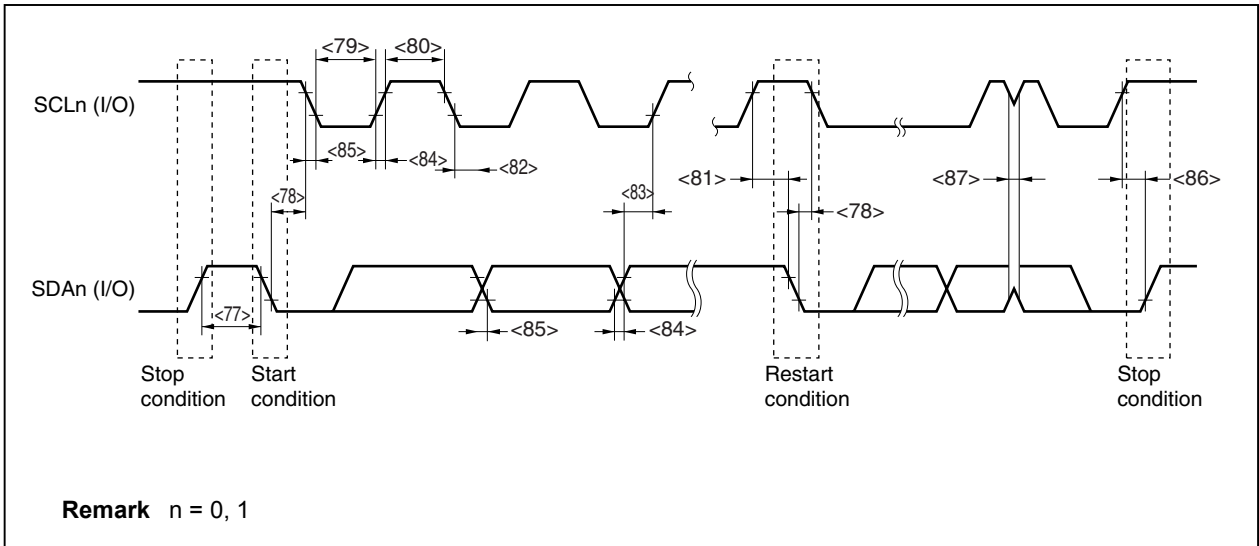 <79> <80>
SCLn (I/O)
<85> <84> <82>
<78> <83> <81> <78> <87> <86>
SDAn (I/O)
<77> <85> <84>
Stop condition
Start condition
Restart condition
Stop condition
Remark n = 0, 1